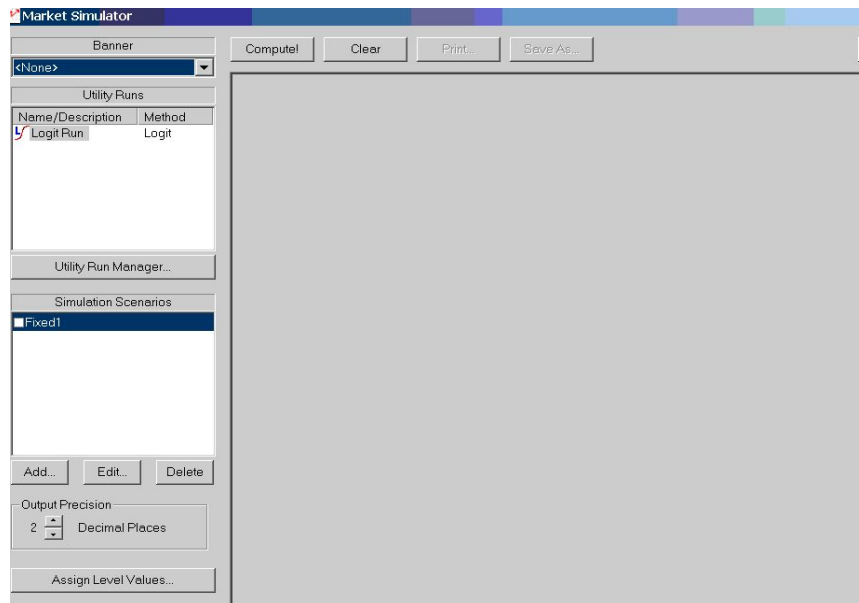 Market Simulator
Banner
<None>
Compute!
Clear
Print...
Save As...
Utility Runs
Name/Description Method
Logit Run Logit
Utility Run Manager...
Simulation Scenarios
Fixed1
Add... Edit... Delete
Output Precision
2 Decimal Places
Assign Level Values...